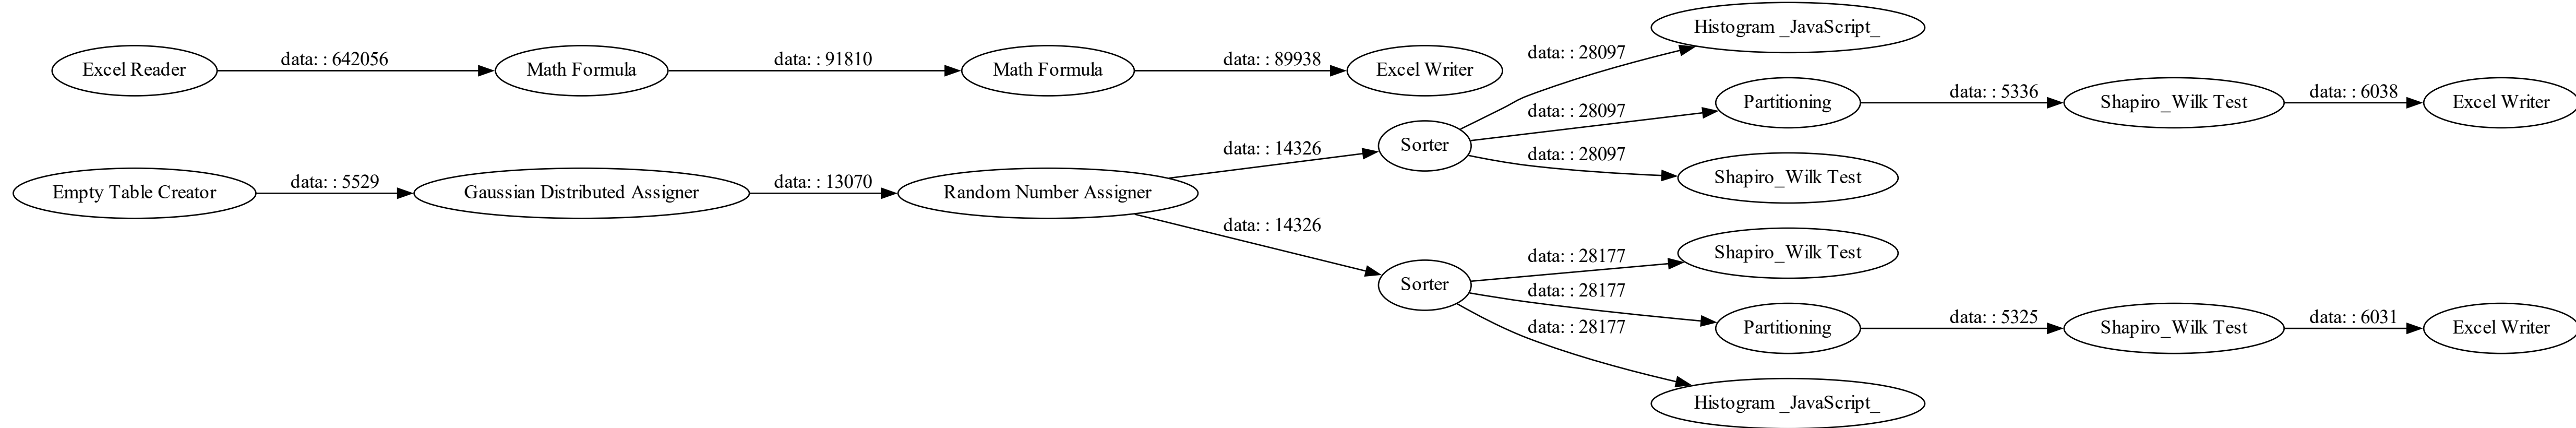 Excel Reader
data: : 642056
Math Formula
data: : 91810
Math Formula
data: : 89938
Excel Writer
Empty Table Creator
data: : 5529
Gaussian Distributed Assigner
data: : 13070
Random Number Assigner
data: : 14326
Sorter
data: : 28097
Histogram _JavaScript_
data: : 28097
Partitioning
data: : 5336
Shapiro_Wilk Test
data: : 6038
Excel Writer
data: : 28097
Shapiro_Wilk Test
data: : 14326
Sorter
data: : 28177
Shapiro_Wilk Test
data: : 28177
Partitioning
data: : 5325
Shapiro_Wilk Test
data: : 6031
Excel Writer
data: : 28177
Histogram _JavaScript_